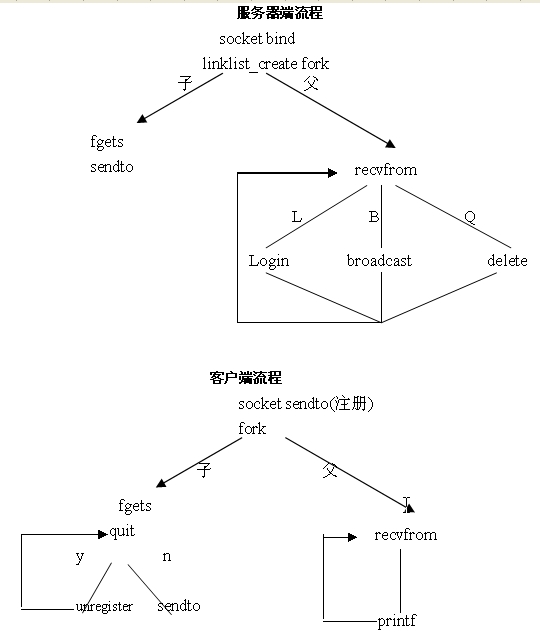 服务器端流程
socket bind
linklist_create fork
子 父
fgets
sendto
recvfrom
L B Q
Login broadcast delete
客户端流程
socket sendto(注册)
fork
子 父
fgets
quit
recvfrom
y n
unregister sendto
printf